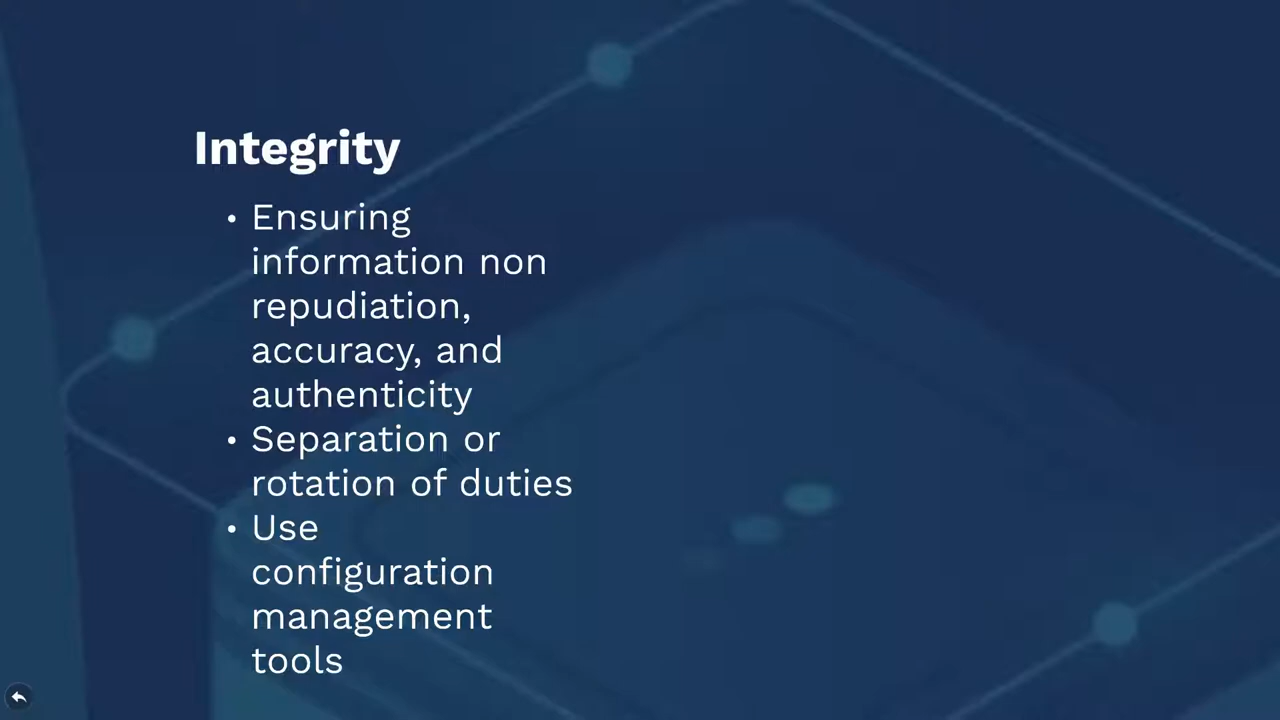 Integrity
• Ensuring
information non
repudiation,
accuracy, and
authenticity
• Separation or
rotation of duties
• Use
configuration
management
tools